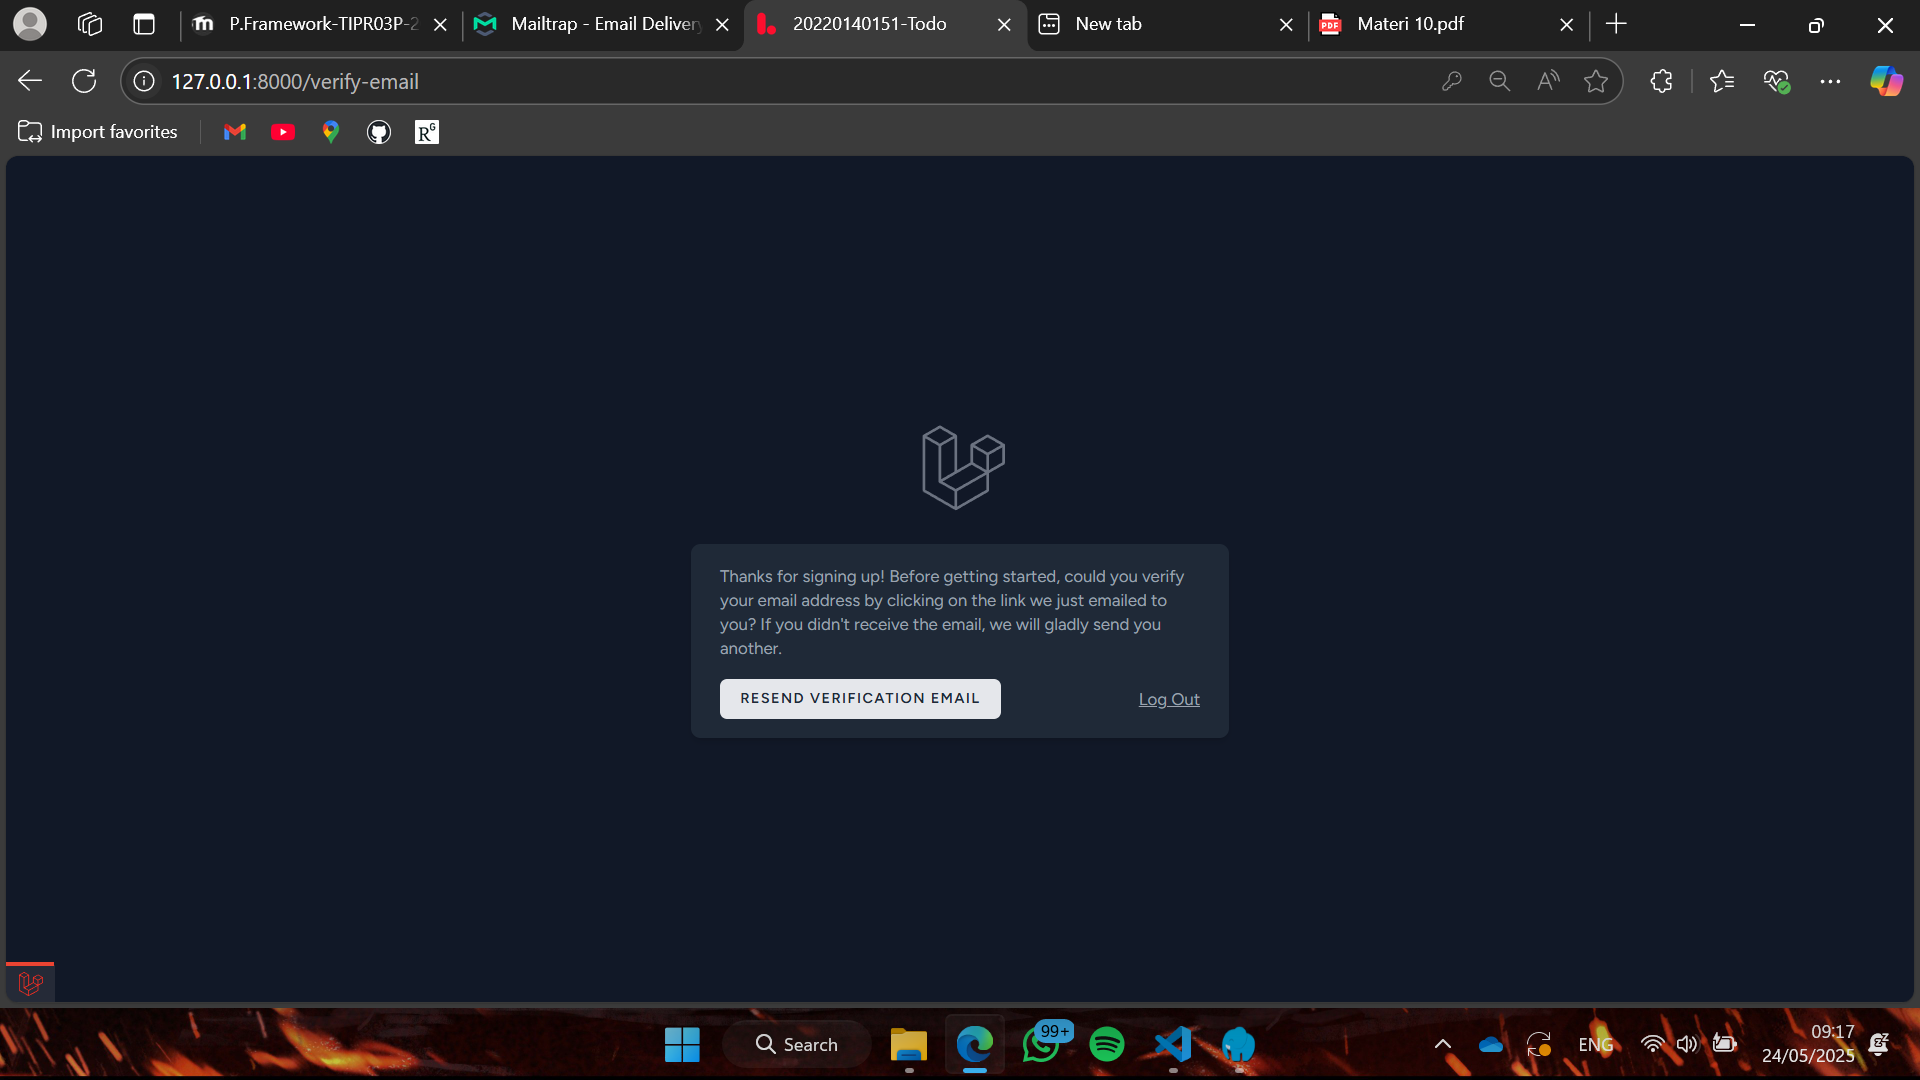 P.Framework-TIPR03P-2
Mailtrap - Email Delivery
20220140151-Todo
New tab
PDF
Materi 10.pdf
127.0.0.1:8000/verify-email
Import favorites
RG
Thanks for signing up! Before getting started, could you verify
your email address by clicking on the link we just emailed to
you? If you didn't receive the email, we will gladly send you
another.
RESEND VERIFICATION EMAIL
Log Out
Search
99+
ENG
09:17
24/05/2025